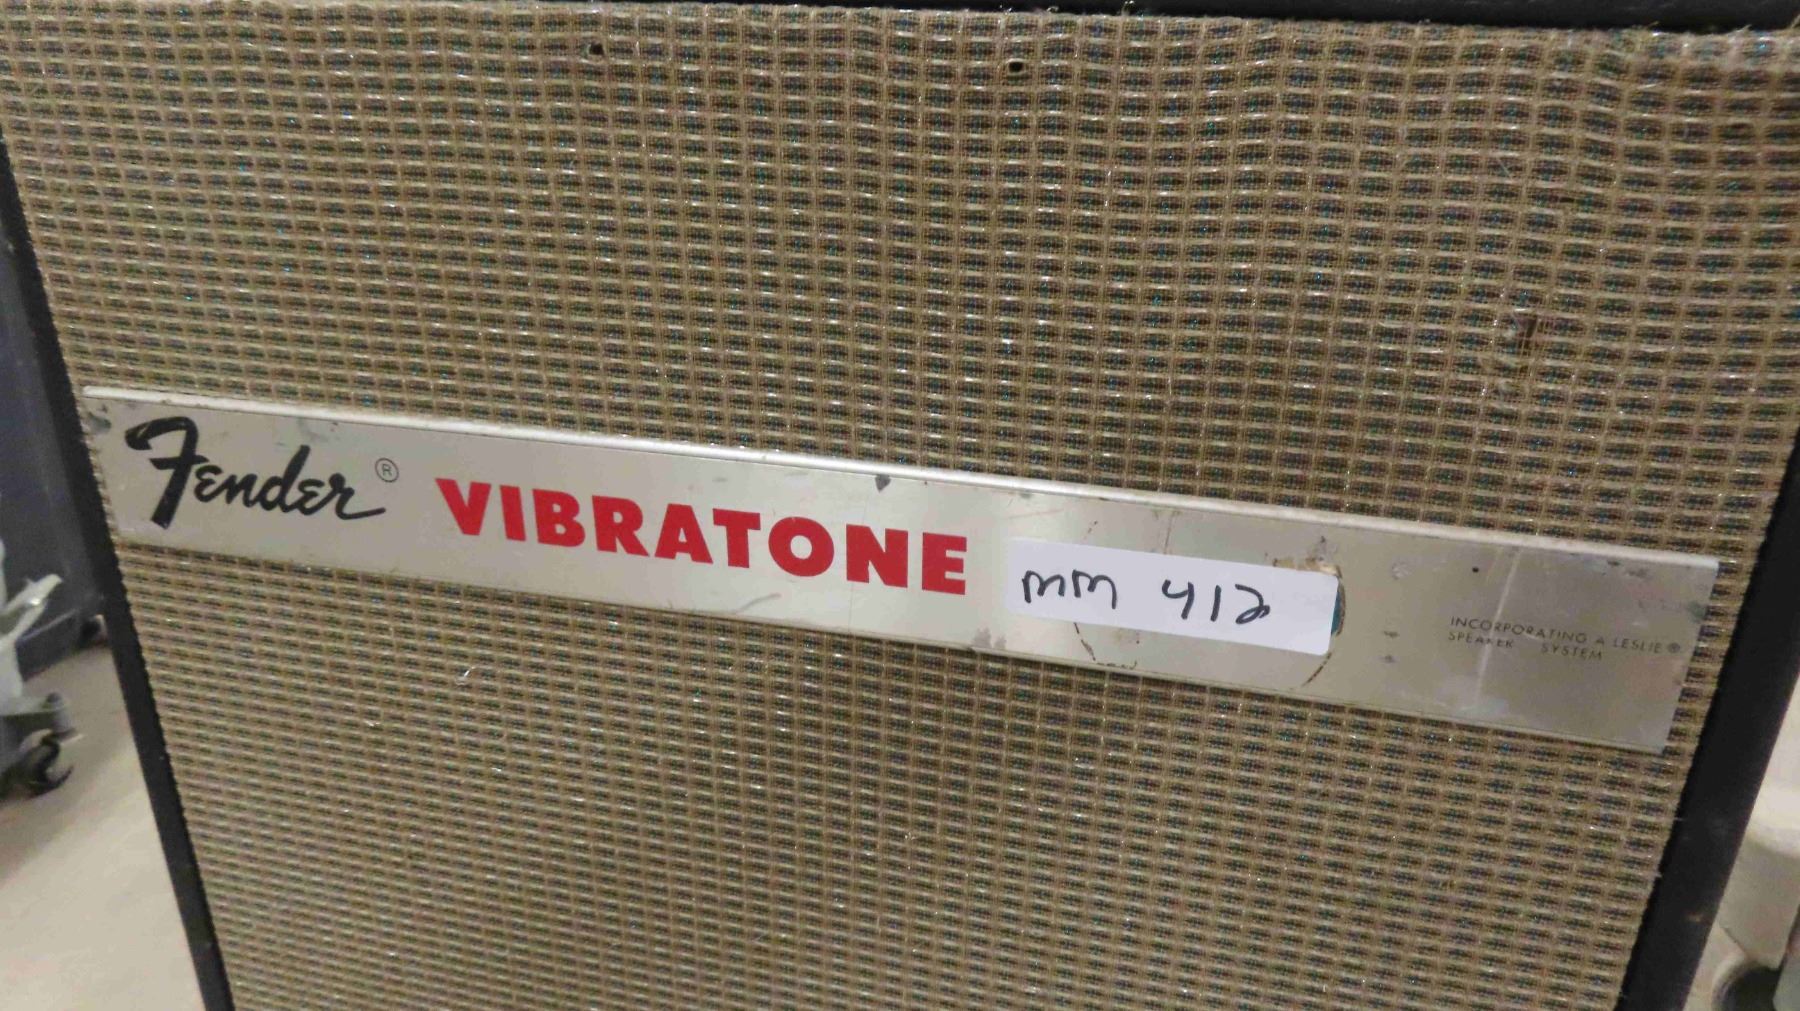 Fender® VIBRATONE
mm 412
INCORPORATING A LESLIE®
SPEAKER SYSTEM